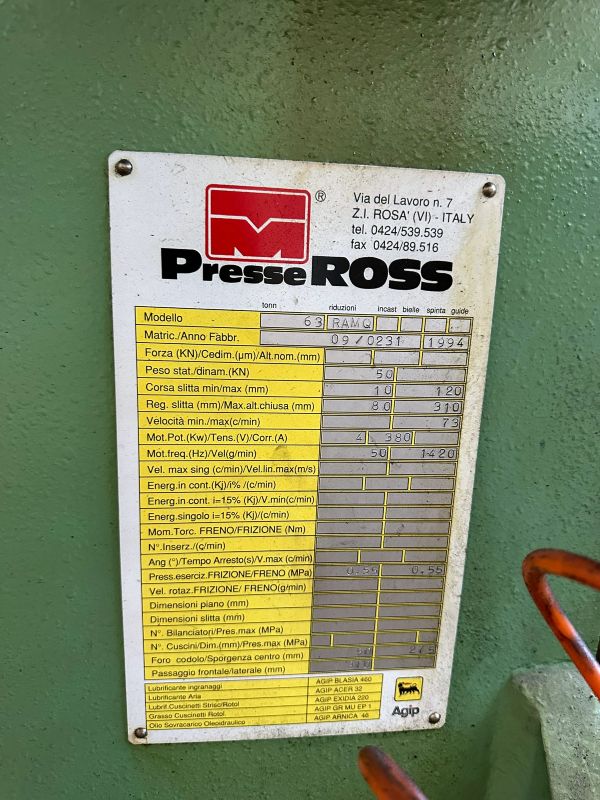 ®
Via del Lavoro n. 7
Z.I. ROSA' (VI) - ITALY
tel. 0424/539.539
fax 0424/89.516
Presse ROSS
tonn riduzioni incast bielle spinta guide
Modello 63 RAMQ
Matric./Anno Fabbr. 09/0231 1994
Forza (KN)/Cedim.(µm)/Alt.nom.(mm)
Peso stat./dinam.(KN) 50
Corsa slitta min/max (mm) 10 120
Reg. slitta (mm)/Max.alt.chiusa (mm) 80 310
Velocità min./max(c/min) 73
Mot.Pot.(Kw)/Tens.(V)/Corr.(A) 4 380
Mot.freq.(Hz)/Vel(g/min) 50 1420
Vel. max sing (c/min)/Vel.lin.max(m/s)
Energ.in cont.(Kj)/i% /(c/min)
Energ.in.cont. i=15% (Kj)/V.min(c/min)
Energ.singolo i=15% (Kj)/(c/min)
Mom.Torc. FRENO/FRIZIONE (Nm)
N°.Inserz./(c/min)
Ang (°)/Tempo Arresto(s)/V.max (c/min)
Press.eserciz.FRIZIONE/FRENO (MPa) 0,55 0,55
Vel. rotaz.FRIZIONE/ FRENO(g/min)
Dimensioni piano (mm)
Dimensioni slitta (mm)
N°. Bilanciatori/Pres.max (MPa)
N°. Cuscini/Dim.(mm)/Pres.max (MPa)
Foro codolo/Sporgenza centro (mm) 50 275
Passaggio frontale/laterale (mm)
Lubrificante ingranaggi AGIP BLASIA 460
Lubrificante Aria AGIP ACER 32
Lubrif.Cuscinetti Strisc/Rotol AGIP EXIDIA 220
Grasso Cuscinetti Rotol AGIP GR MU EP 1
Olio Sovracarico Oleoidraulico AGIP ARNICA 46
Agip